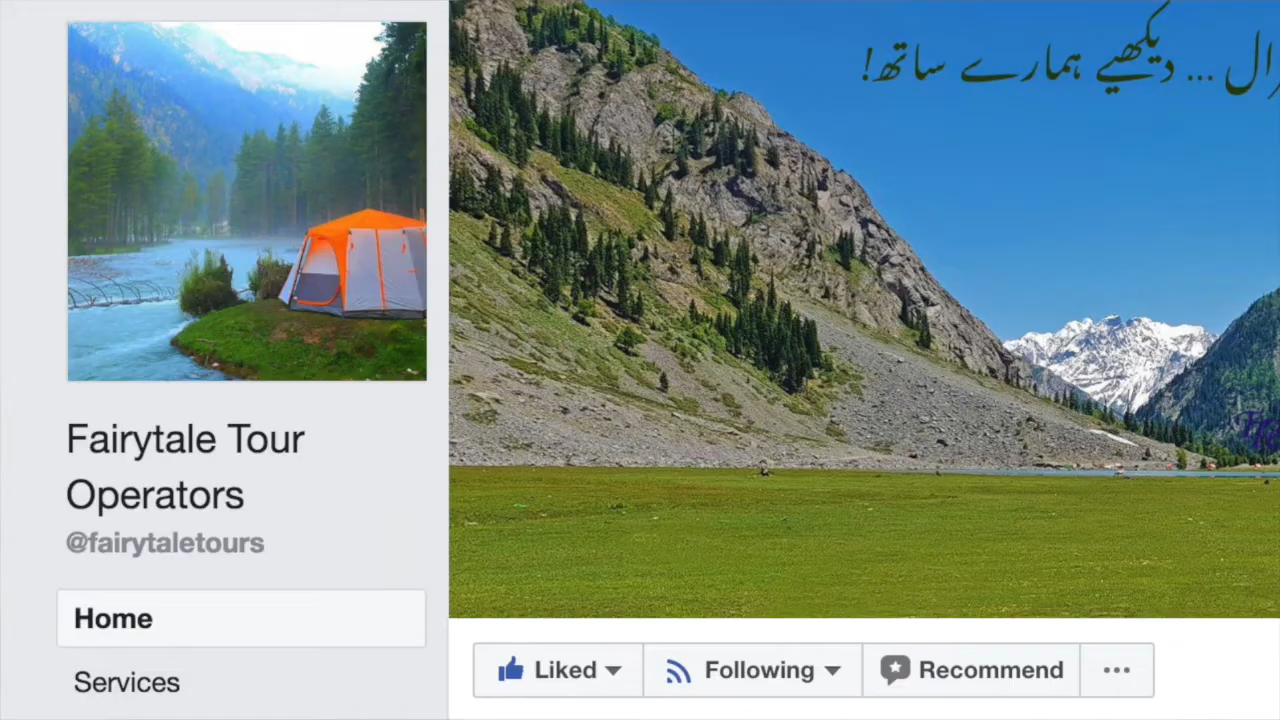 دیکھیے ہمارے ساتھ!
Fairytale Tour
Operators
@fairytaletours
Home
Services
Liked
Following
Recommend